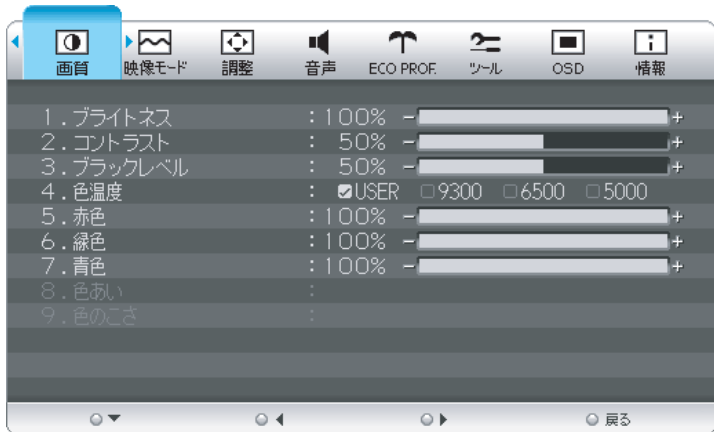 画質 映像モード 調整 音声 ECO PROF. ツール OSD 情報
1.ブライトネス :100% - +
2.コントラスト : 50% - +
3.ブラックレベル : 50% - +
4.色温度 : USER 9300 6500 5000
5.赤色 :100% - +
6.緑色 :100% - +
7.青色 :100% - +
8.色あい :
9.色のこさ :
戻る